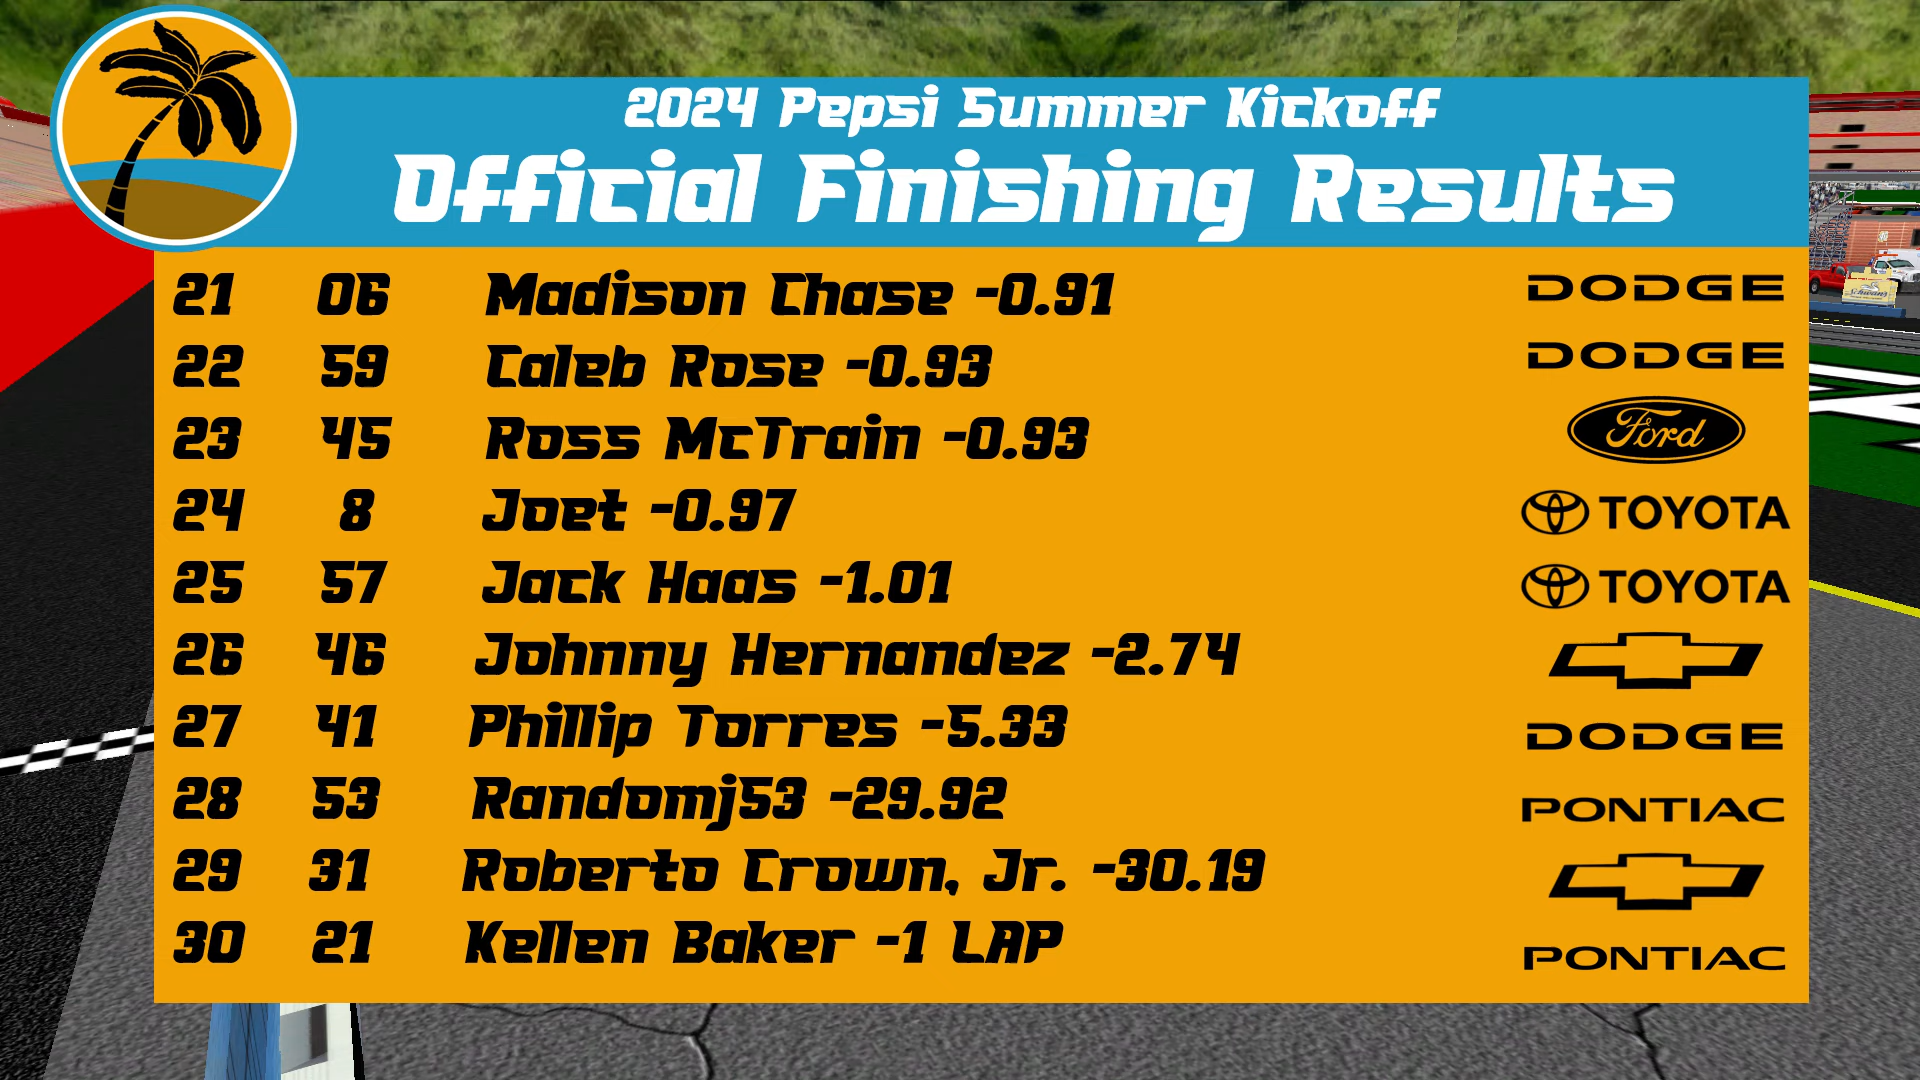 2024 Pepsi Summer Kickoff
Official Finishing Results
21 06 Madison Chase -0.91 DODGE
22 59 Caleb Rose -0.93 DODGE
23 45 Ross McTrain -0.93 Ford
24 8 Joet -0.97 TOYOTA
25 57 Jack Haas -1.01 TOYOTA
26 46 Johnny Hernandez -2.74
27 41 Phillip Torres -5.33 DODGE
28 53 Randomj53 -29.92 PONTIAC
29 31 Roberto Crown, Jr. -30.19
30 21 Kellen Baker -1 LAP PONTIAC
Schwan's